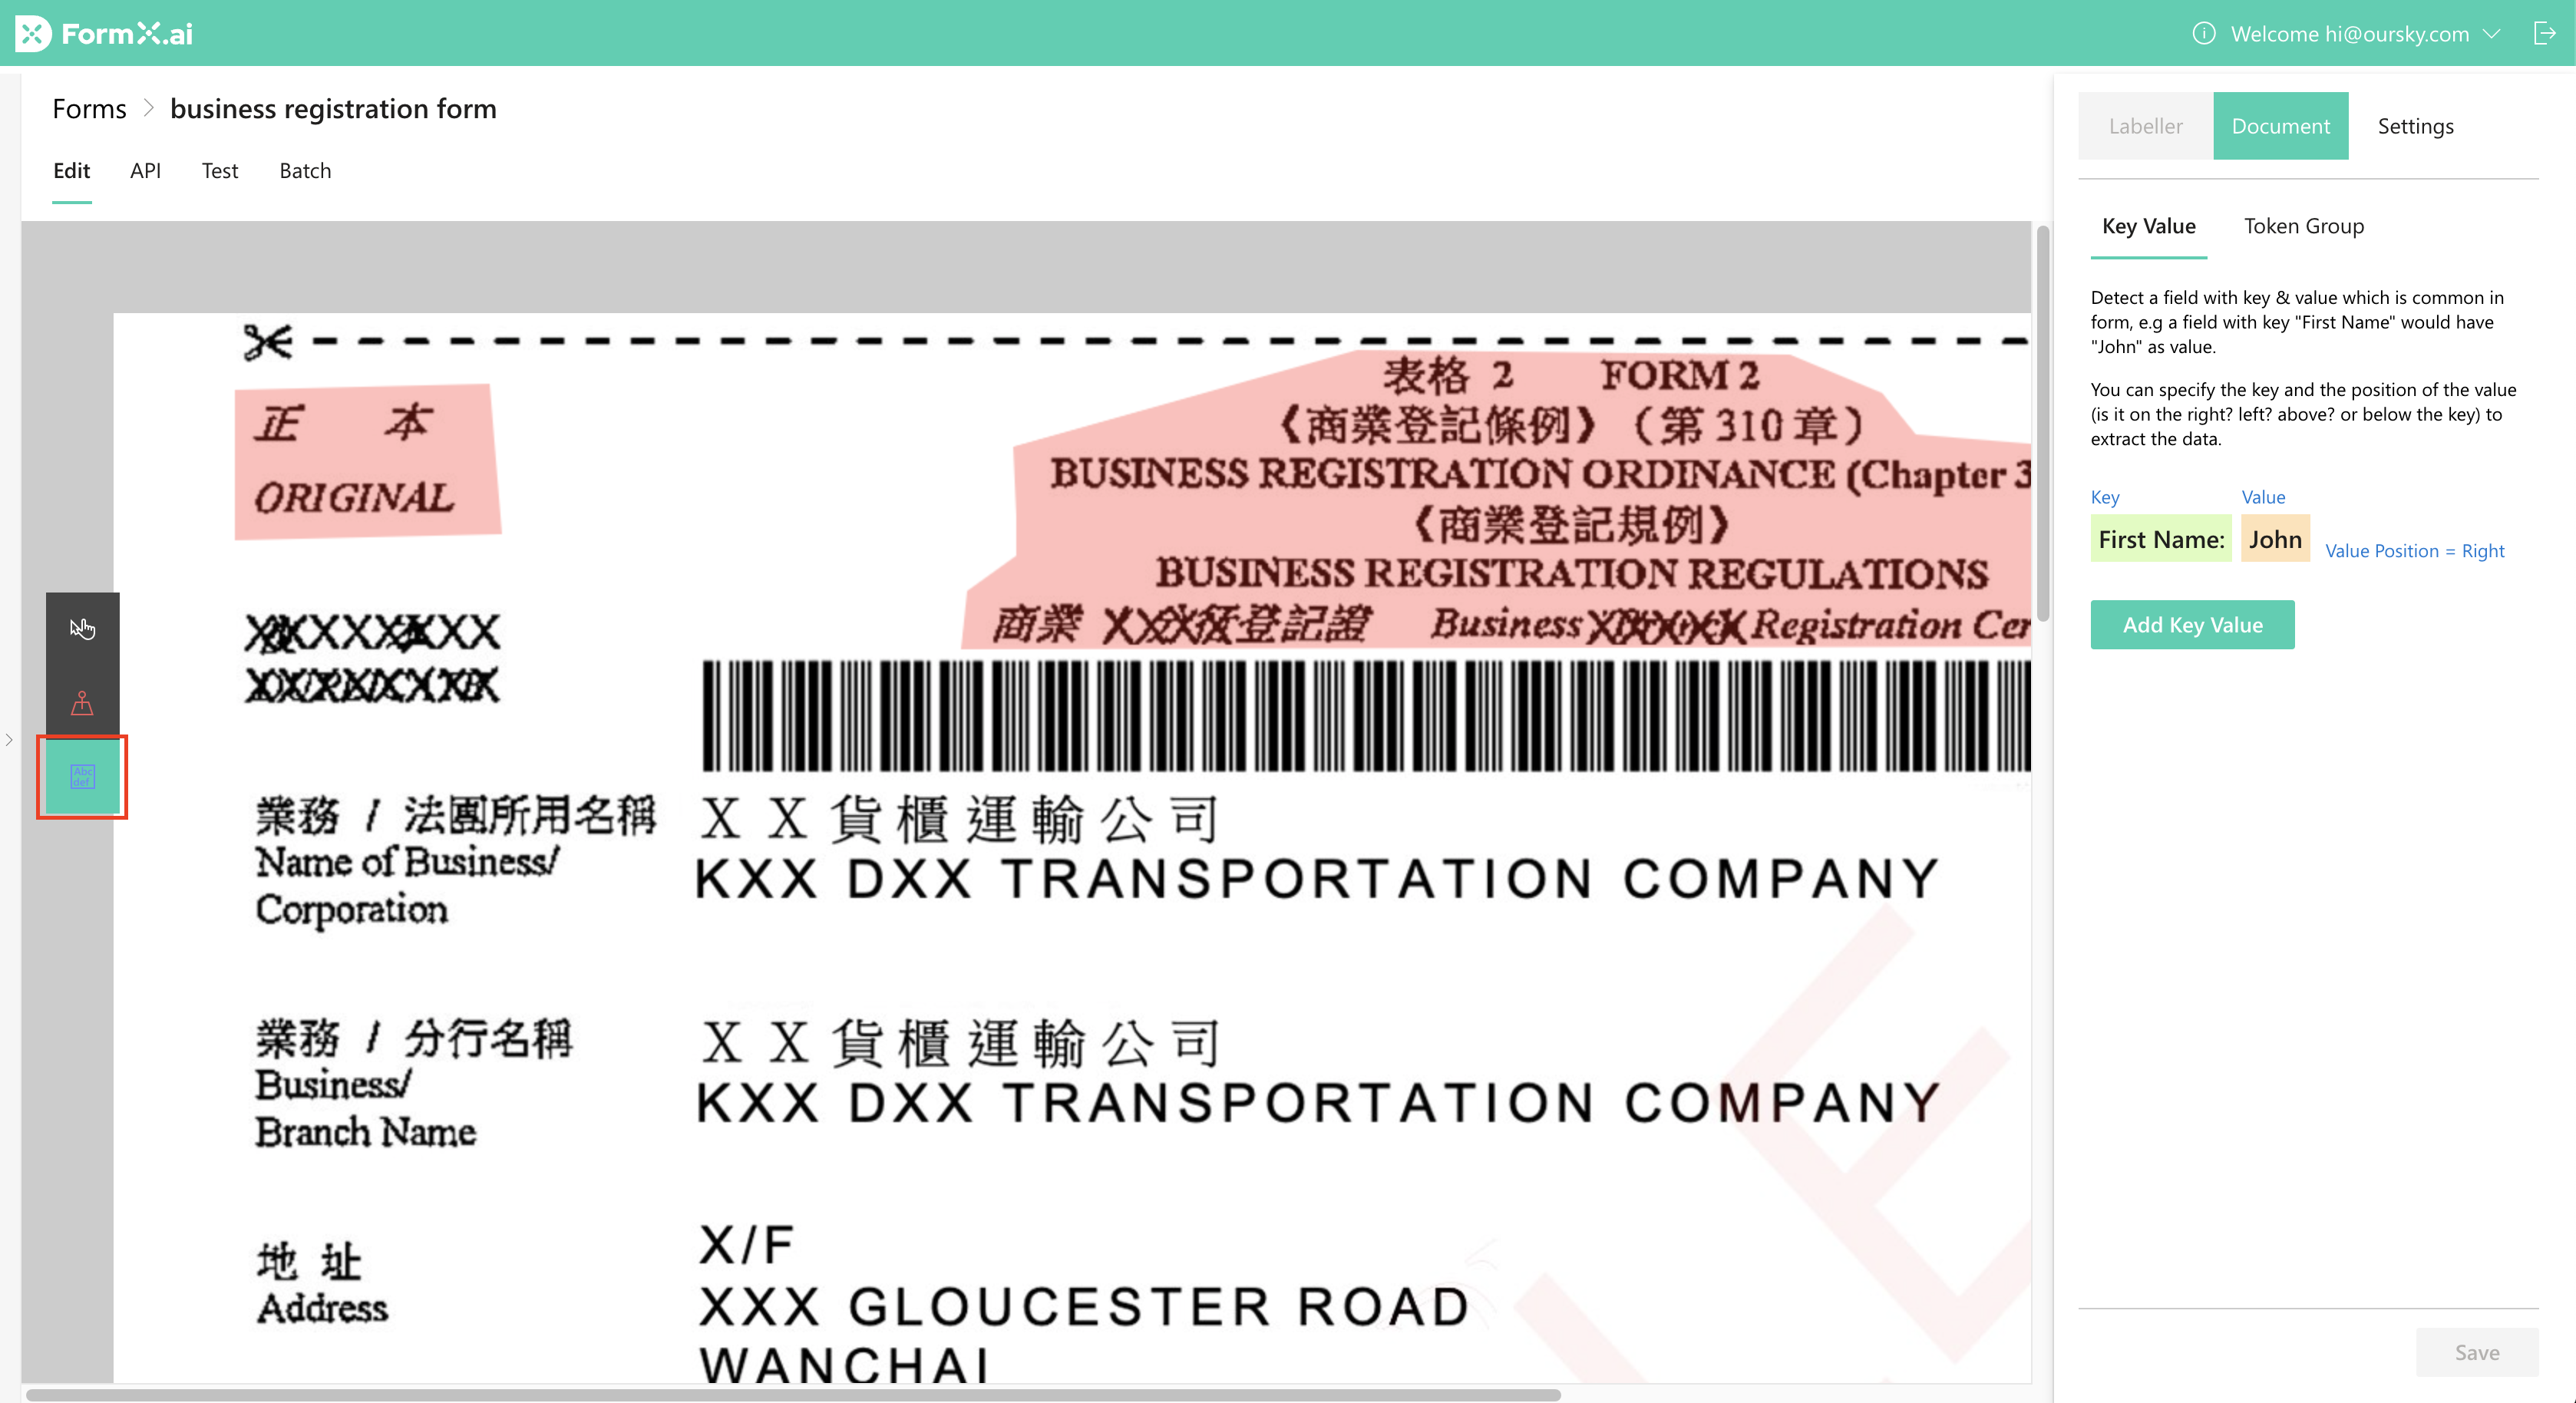 FormX.ai
Welcome hi@oursky.com
Forms > business registration form
Edit API Test Batch
Labeller Document Settings
Key Value Token Group
Detect a field with key & value which is common in
form, e.g a field with key "First Name" would have
"John" as value.
You can specify the key and the position of the value
(is it on the right? left? above? or below the key) to
extract the data.
Key Value
First Name: John Value Position = Right
Add Key Value
Save
Abc
def
正 本
ORIGINAL
表格 2 FORM 2
《商業登記條例》（第 310 章）
BUSINESS REGISTRATION ORDINANCE (Chapter 3
《商業登記規例》
BUSINESS REGISTRATION REGULATIONS
商業 登記證 Business Registration Cer
業務 / 法團所用名稱
Name of Business/
Corporation
X X 貨櫃運輸公司
KXX DXX TRANSPORTATION COMPANY
業務 / 分行名稱
Business/
Branch Name
X X 貨櫃運輸公司
KXX DXX TRANSPORTATION COMPANY
地 址
Address
X/F
XXX GLOUCESTER ROAD
WANCHAI